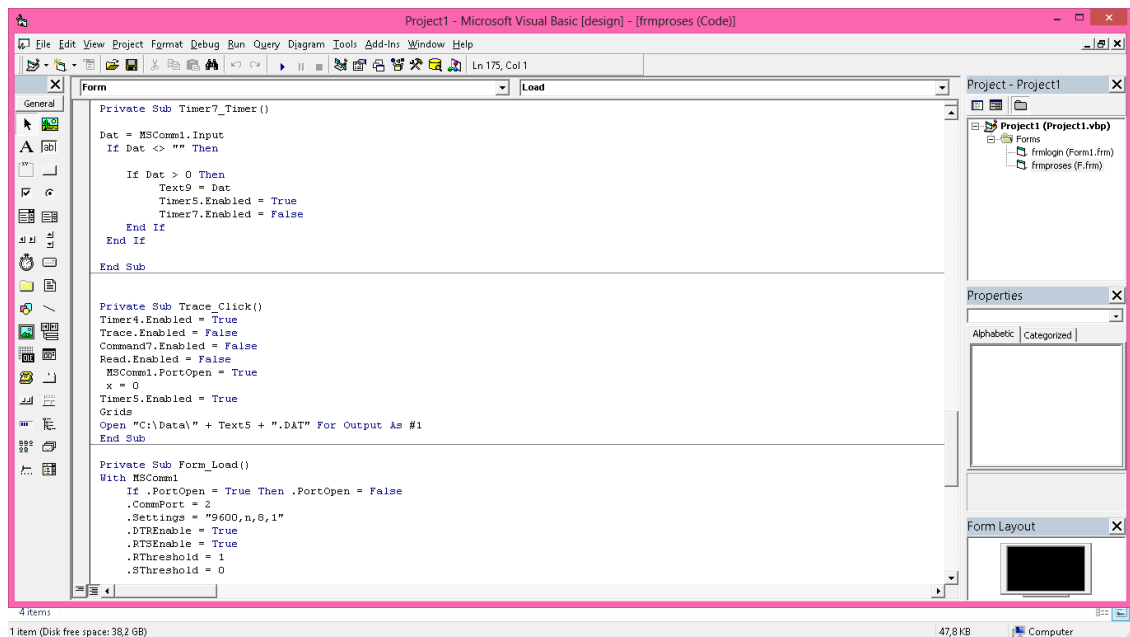 Project1 - Microsoft Visual Basic [design] - [frmproses (Code)]
File Edit View Project Format Debug Run Query Diagram Tools Add-Ins Window Help
Ln 175, Col 1
General
Form
Load
Private Sub Timer7_Timer()
Dat = MSComm1.Input
If Dat <> "" Then
If Dat > 0 Then
Text9 = Dat
Timer5.Enabled = True
Timer7.Enabled = False
End If
End If
End Sub
Private Sub Trace_Click()
Timer4.Enabled = True
Trace.Enabled = False
Command7.Enabled = False
Read.Enabled = False
MSComm1.PortOpen = True
x = 0
Timer5.Enabled = True
Grids
Open "C:\Data\" + Text5 + ".DAT" For Output As #1
End Sub
Private Sub Form_Load()
With MSComm1
If .PortOpen = True Then .PortOpen = False
.CommPort = 2
.Settings = "9600,n,8,1"
.DTREnable = True
.RTSEnable = True
.RThreshold = 1
.SThreshold = 0
Project - Project1
Project1 (Project1.vbp)
Forms
frmlogin (Form1.frm)
frmproses (F.frm)
Properties
Alphabetic Categorized
Form Layout
4 items
1 item (Disk free space: 38,2 GB)
47,8 KB
Computer